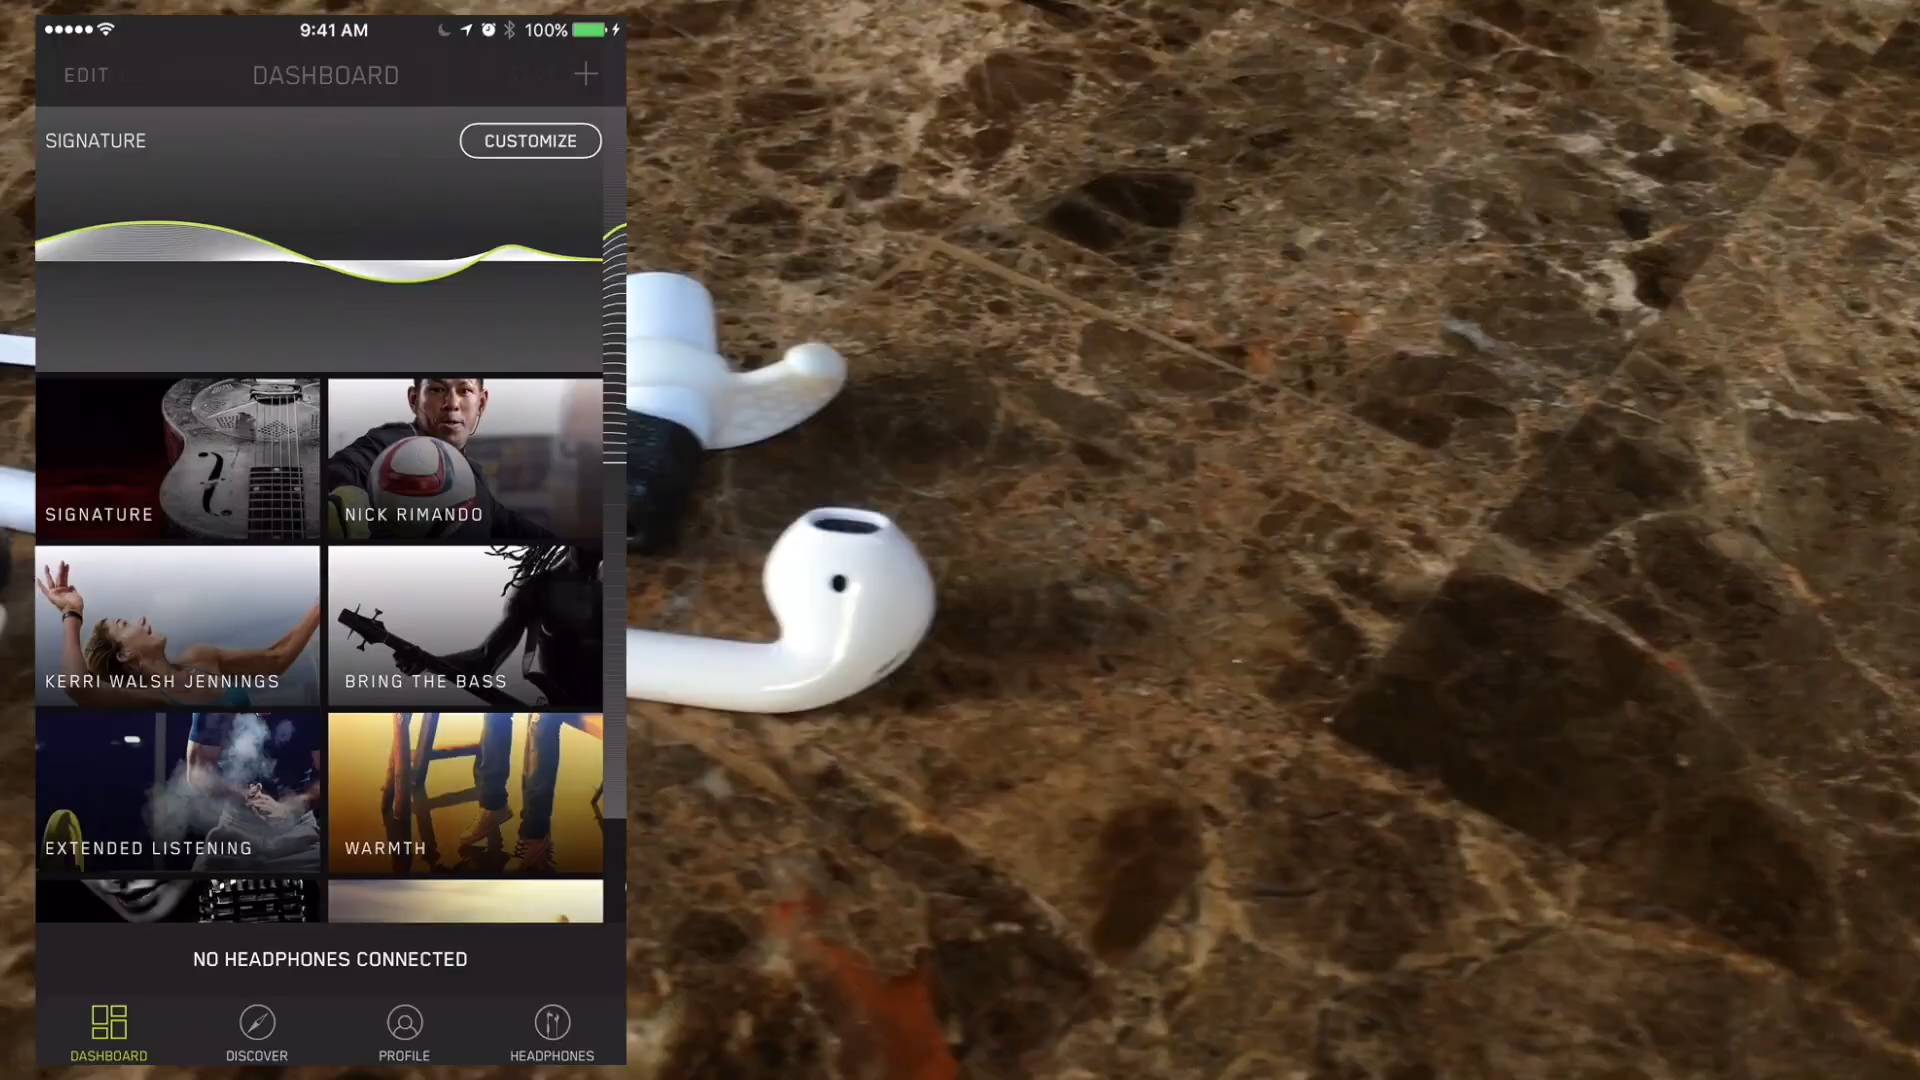 9:41 AM 100%
EDIT DASHBOARD
SIGNATURE CUSTOMIZE
SIGNATURE NICK RIMANDO
KERRI WALSH JENNINGS BRING THE BASS
EXTENDED LISTENING WARMTH
NO HEADPHONES CONNECTED
DASHBOARD DISCOVER PROFILE HEADPHONES